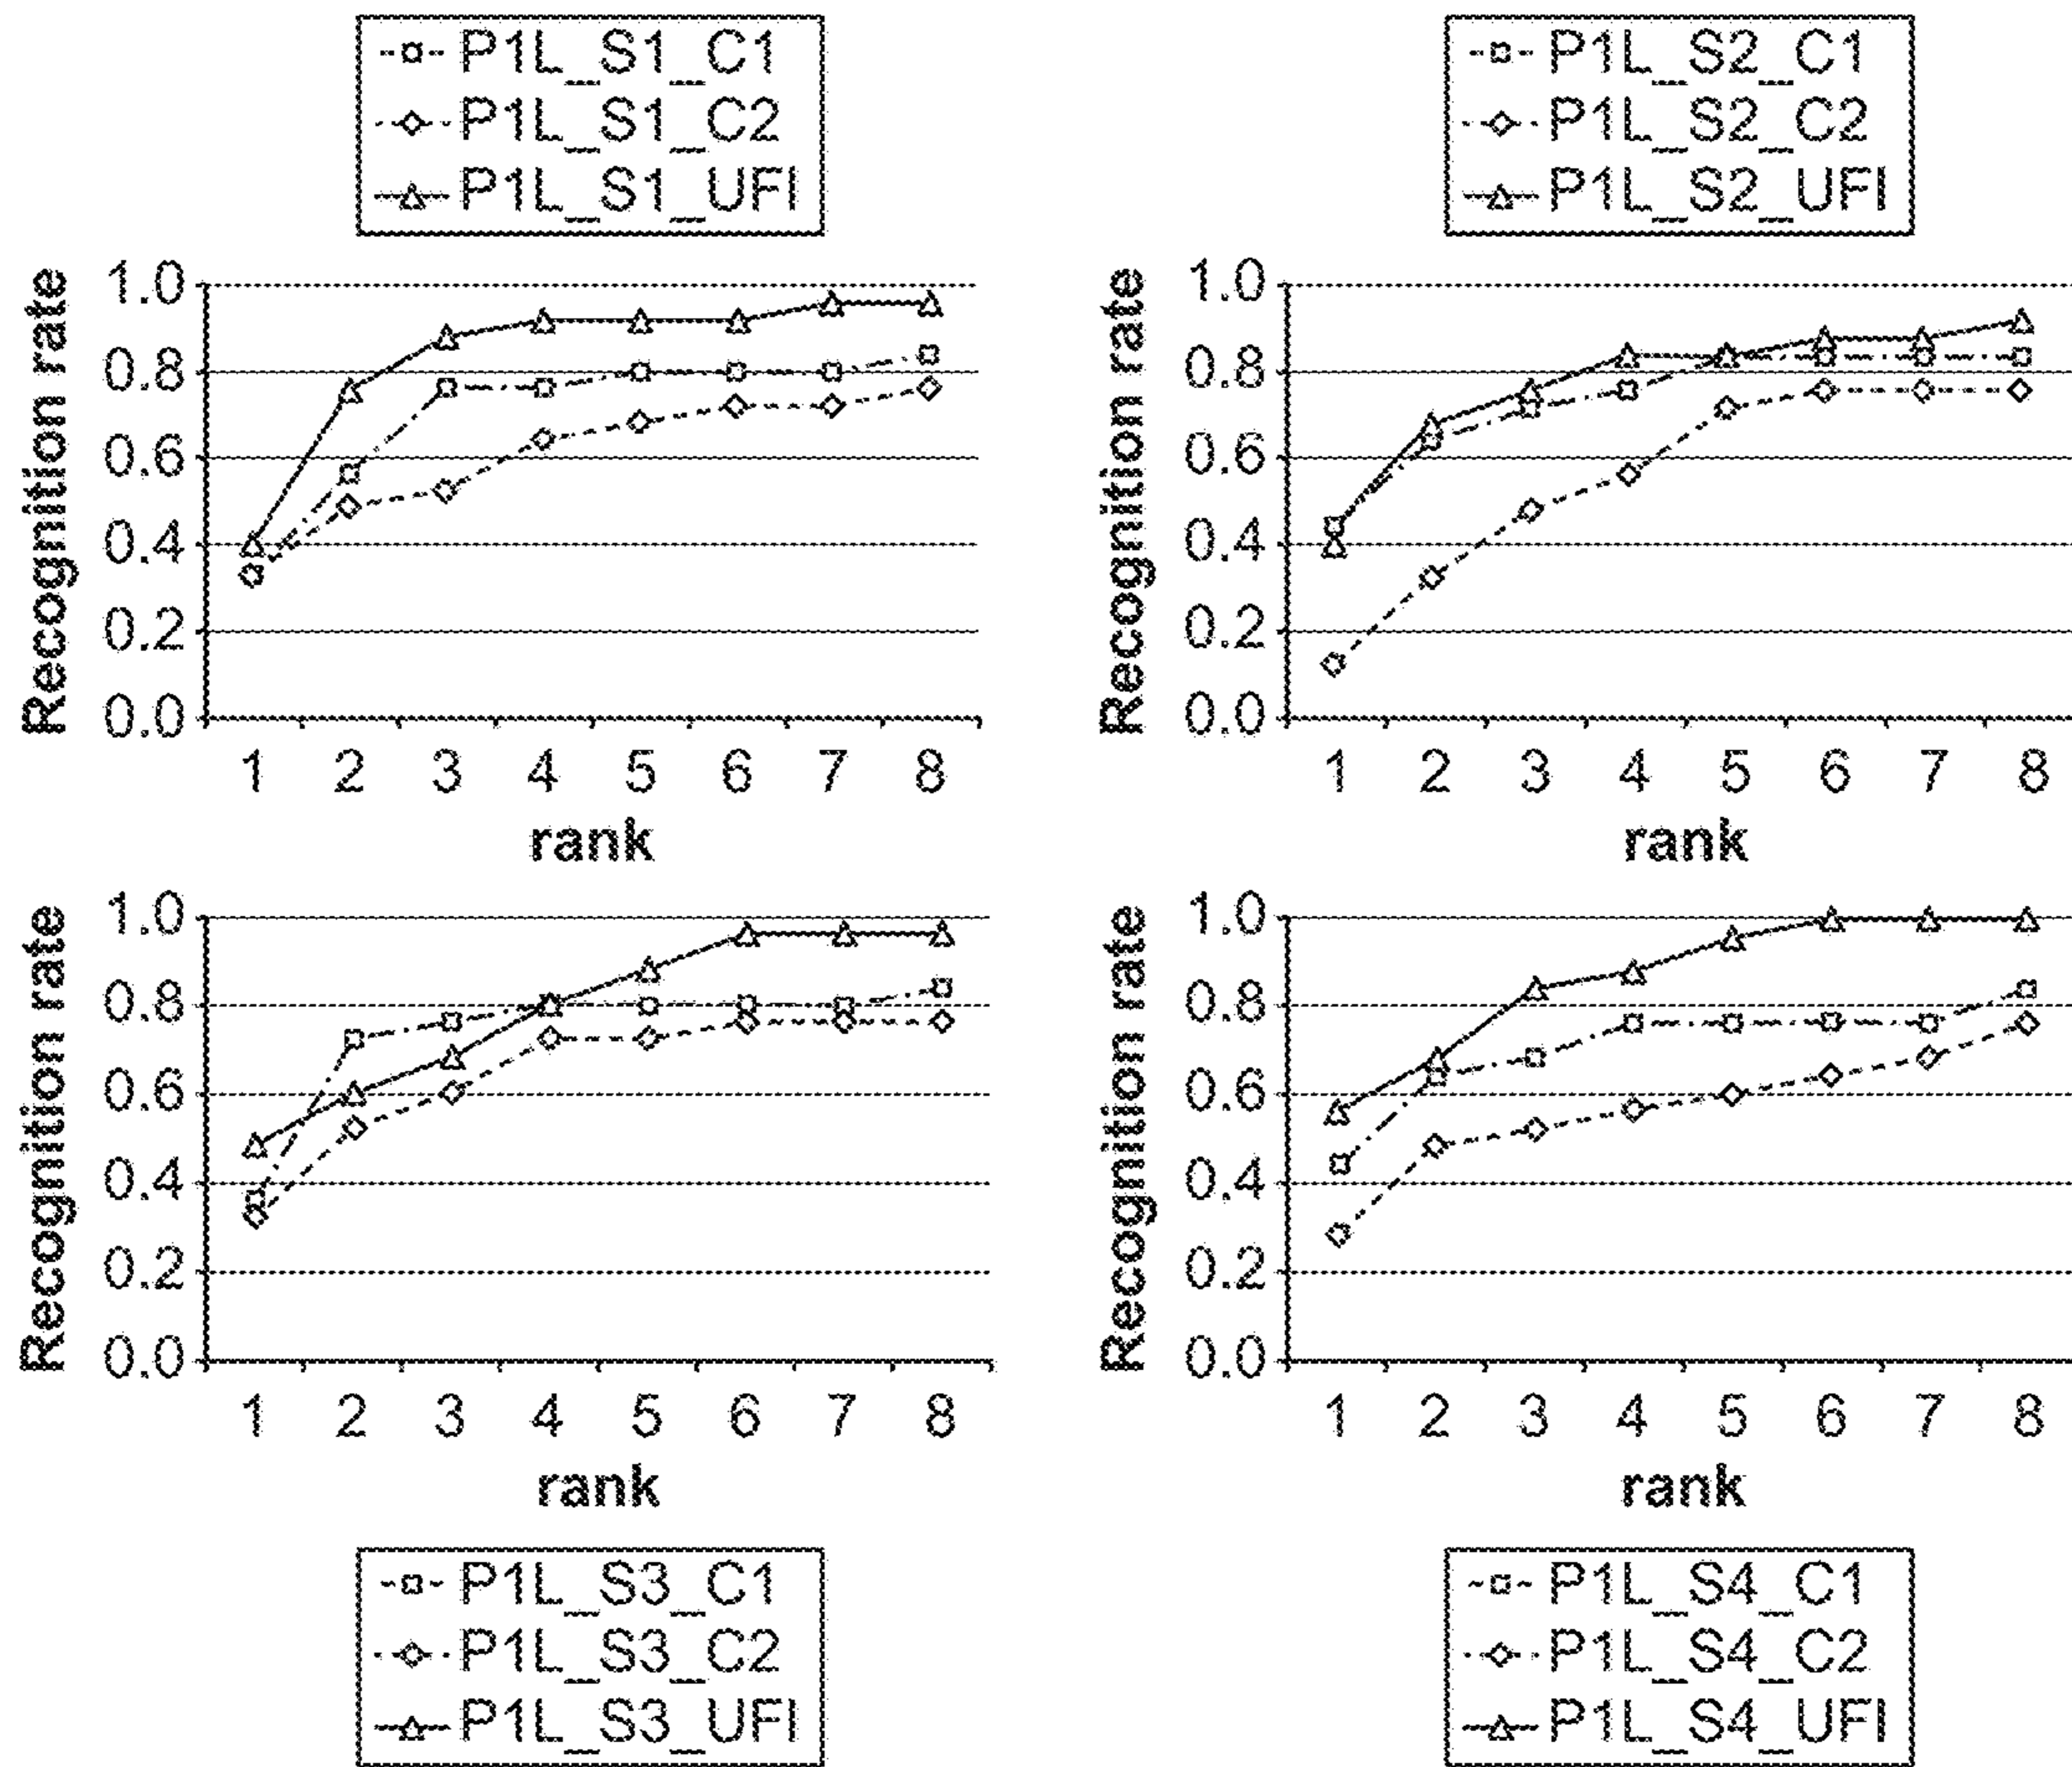 P1L_S1_C1
P1L_S1_C2
P1L_S1_UFI
P1L_S2_C1
P1L_S2_C2
P1L_S2_UFI
Recognition rate
1.0
0.8
0.6
0.4
0.2
0.0
1 2 3 4 5 6 7 8
rank
Recognition rate
1.0
0.8
0.6
0.4
0.2
0.0
1 2 3 4 5 6 7 8
rank
Recognition rate
1.0
0.8
0.6
0.4
0.2
0.0
1 2 3 4 5 6 7 8
rank
Recognition rate
1.0
0.8
0.6
0.4
0.2
0.0
1 2 3 4 5 6 7 8
rank
P1L_S3_C1
P1L_S3_C2
P1L_S3_UFI
P1L_S4_C1
P1L_S4_C2
P1L_S4_UFI